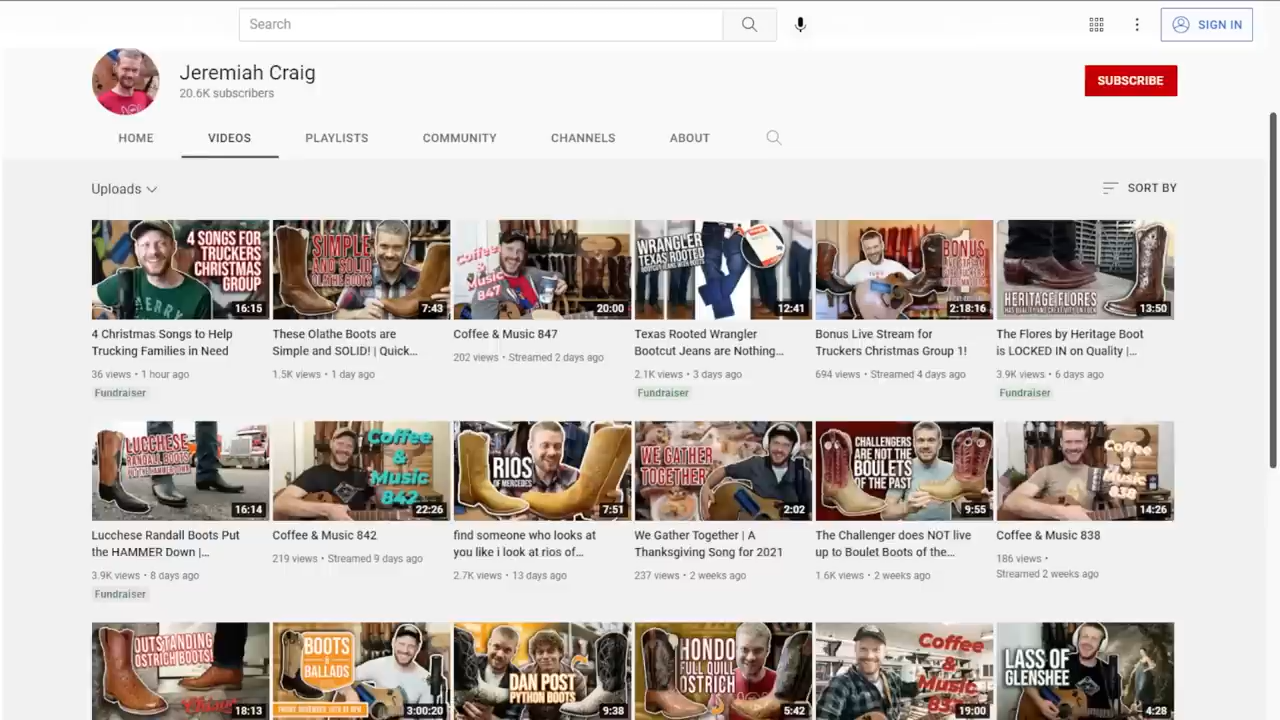 Search
SIGN IN
Jeremiah Craig
20.6K subscribers
SUBSCRIBE
HOME
VIDEOS
PLAYLISTS
COMMUNITY
CHANNELS
ABOUT
Uploads
SORT BY
4 SONGS FOR
TRUCKERS
CHRISTMAS
GROUP
16:15
SIMPLE
AND SOLID
OLATHE BOOTS
7:43
Coffee
&
Music
847
20:00
WRANGLER
TEXAS ROOTED
12:41
BONUS
2:18:16
HERITAGE FLORES
13:50
4 Christmas Songs to Help
Trucking Families in Need
36 views • 1 hour ago
Fundraiser
These Olathe Boots are
Simple and SOLID! | Quick...
1.5K views • 1 day ago
Coffee & Music 847
202 views • Streamed 2 days ago
Texas Rooted Wrangler
Bootcut Jeans are Nothing...
2.1K views • 3 days ago
Fundraiser
Bonus Live Stream for
Truckers Christmas Group 1!
694 views • Streamed 4 days ago
The Flores by Heritage Boot
is LOCKED IN on Quality |...
3.9K views • 6 days ago
Fundraiser
LUCCHESE
RANDALL BOOTS
16:14
Coffee
&
Music
842
22:26
RIOS
OF MERCEDES
7:51
WE GATHER
TOGETHER
2:02
CHALLENGERS
ARE NOT THE
BOULETS
OF THE PAST
9:55
Coffee
&
Music
838
14:26
Lucchese Randall Boots Put
the HAMMER Down |...
3.9K views • 8 days ago
Fundraiser
Coffee & Music 842
219 views • Streamed 9 days ago
find someone who looks at
you like i look at rios of...
2.7K views • 13 days ago
We Gather Together | A
Thanksgiving Song for 2021
237 views • 2 weeks ago
The Challenger does NOT live
up to Boulet Boots of the...
1.6K views • 2 weeks ago
Coffee & Music 838
186 views •
Streamed 2 weeks ago
OUTSTANDING
OSTRICH BOOTS!
18:13
BOOTS
&
BALLADS
3:00:20
DAN POST
PYTHON BOOTS
9:38
HONDO
FULL QUILL
OSTRICH
5:42
Coffee
&
Music
19:00
LASS OF
GLENSHEE
4:28